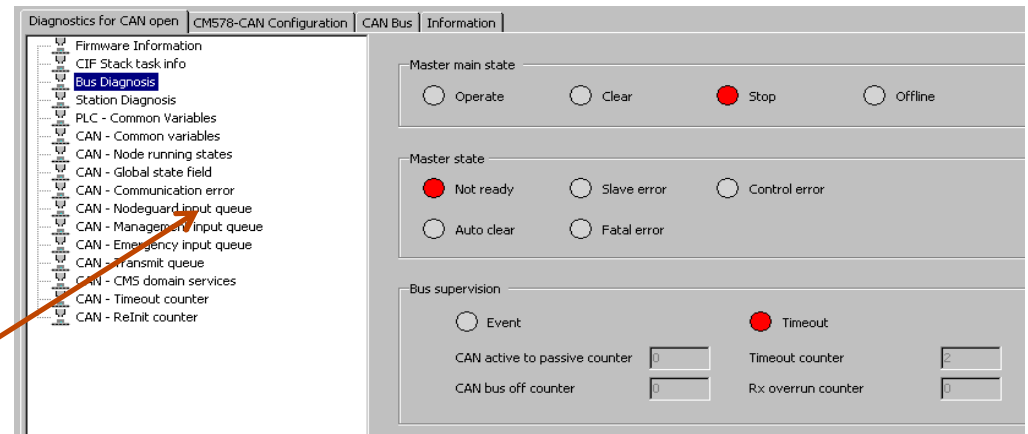 Diagnostics for CAN open CM578-CAN Configuration CAN Bus Information
Firmware Information
CIF Stack task info
Bus Diagnosis
Station Diagnosis
PLC - Common Variables
CAN - Common variables
CAN - Node running states
CAN - Global state field
CAN - Communication error
CAN - Nodeguard input queue
CAN - Management input queue
CAN - Emergency input queue
CAN - Transmit queue
CAN - CMS domain services
CAN - Timeout counter
CAN - ReInit counter
Master main state
Operate Clear Stop Offline
Master state
Not ready Slave error Control error
Auto clear Fatal error
Bus supervision
Event Timeout
CAN active to passive counter 0 Timeout counter 2
CAN bus off counter 0 Rx overrun counter 0